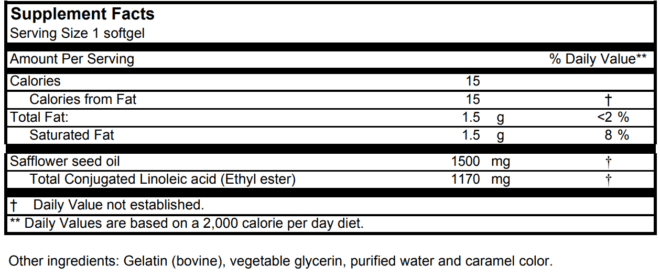 Supplement Facts
Serving Size 1 softgel
Amount Per Serving % Daily Value**
Calories 15
Calories from Fat 15 †
Total Fat: 1.5 g <2 %
Saturated Fat 1.5 g 8 %
Safflower seed oil 1500 mg †
Total Conjugated Linoleic acid (Ethyl ester) 1170 mg †
† Daily Value not established.
** Daily Values are based on a 2,000 calorie per day diet.
Other ingredients: Gelatin (bovine), vegetable glycerin, purified water and caramel color.